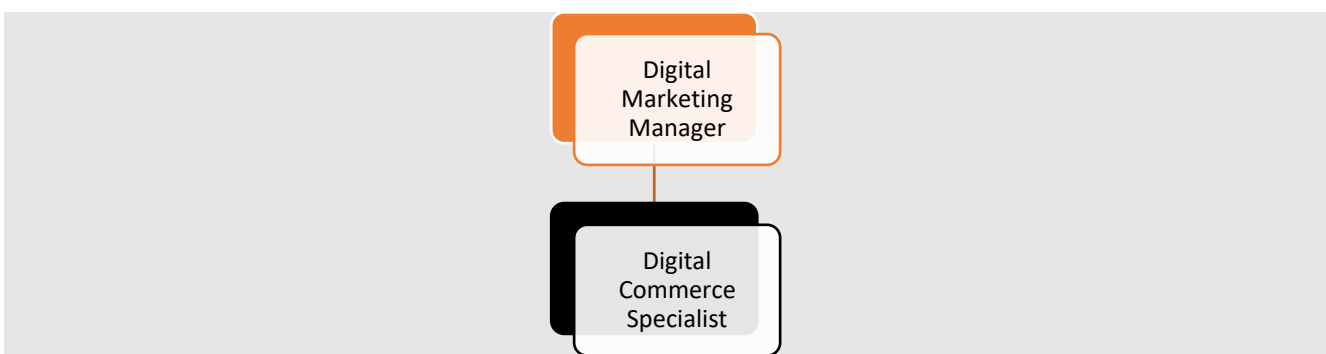 Digital
Marketing
Manager
Digital
Commerce
Specialist